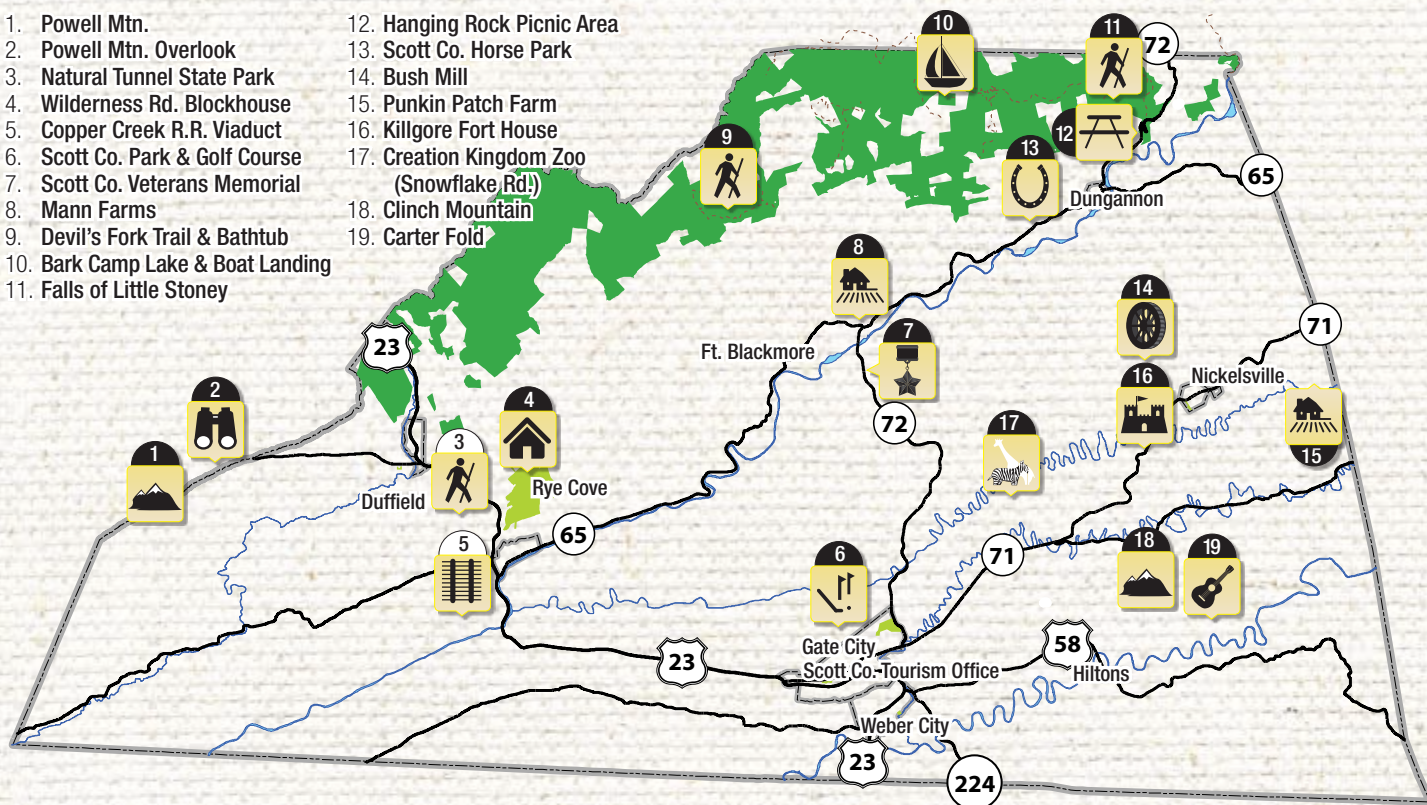 1. Powell Mtn.
2. Powell Mtn. Overlook
3. Natural Tunnel State Park
4. Wilderness Rd. Blockhouse
5. Copper Creek R.R. Viaduct
6. Scott Co. Park & Golf Course
7. Scott Co. Veterans Memorial
8. Mann Farms
9. Devil's Fork Trail & Bathtub
10. Bark Camp Lake & Boat Landing
11. Falls of Little Stoney
12. Hanging Rock Picnic Area
13. Scott Co. Horse Park
14. Bush Mill
15. Punkin Patch Farm
16. Killgore Fort House
17. Creation Kingdom Zoo
(Snowflake Rd.)
18. Clinch Mountain
19. Carter Fold
10
11
72
12
9
13
65
Dungannon
8
14
71
23
7
Ft. Blackmore
Nickelsville
2
4
16
72
17
1
3
15
Duffield
Rye Cove
65
5
6
71
18
19
Gate City
58
23
Scott Co. Tourism Office
Hiltons
Weber City
23
224